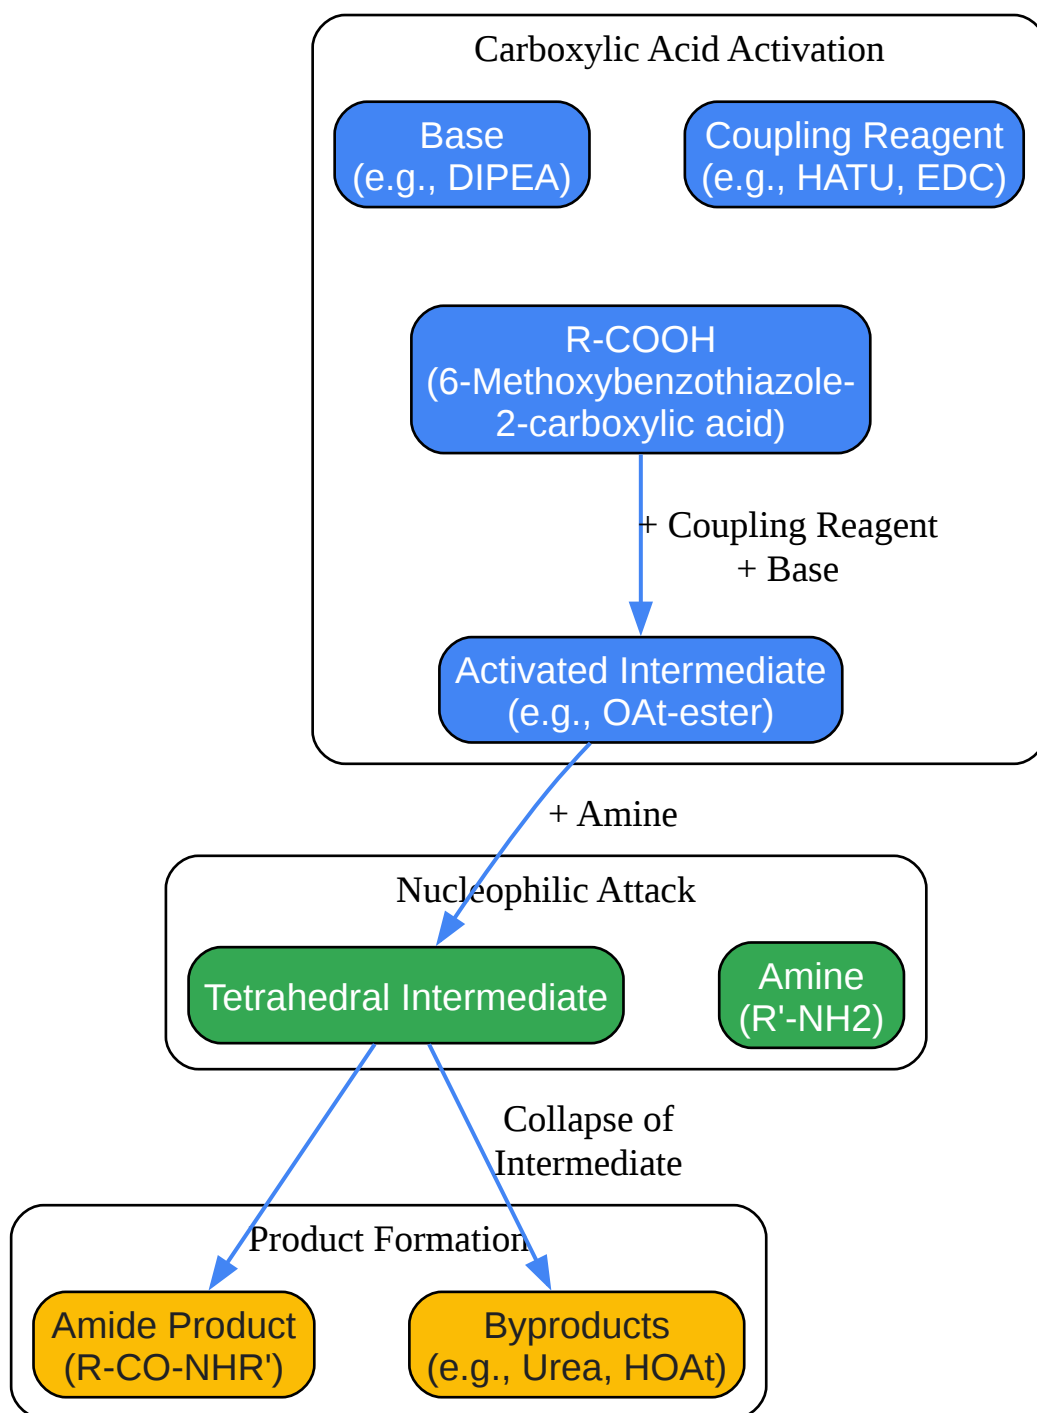 Carboxylic Acid Activation
Base
(e.g., DIPEA)
Coupling Reagent
(e.g., HATU, EDC)
R-COOH
(6-Methoxybenzothiazole-
2-carboxylic acid)
+ Coupling Reagent
+ Base
Activated Intermediate
(e.g., OAt-ester)
+ Amine
Nucleophilic Attack
Tetrahedral Intermediate
Amine
(R'-NH2)
Collapse of
Intermediate
Product Formation
Amide Product
(R-CO-NHR')
Byproducts
(e.g., Urea, HOAt)